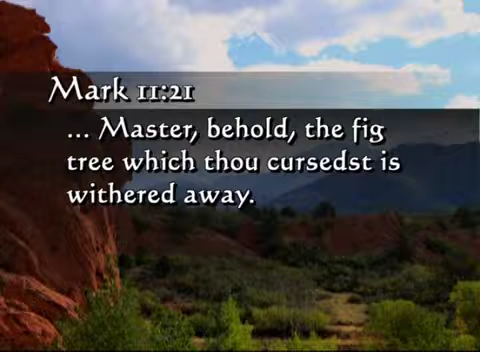 Mark 11:21
... Master, behold, the fig
tree which thou cursedst is
withered away.